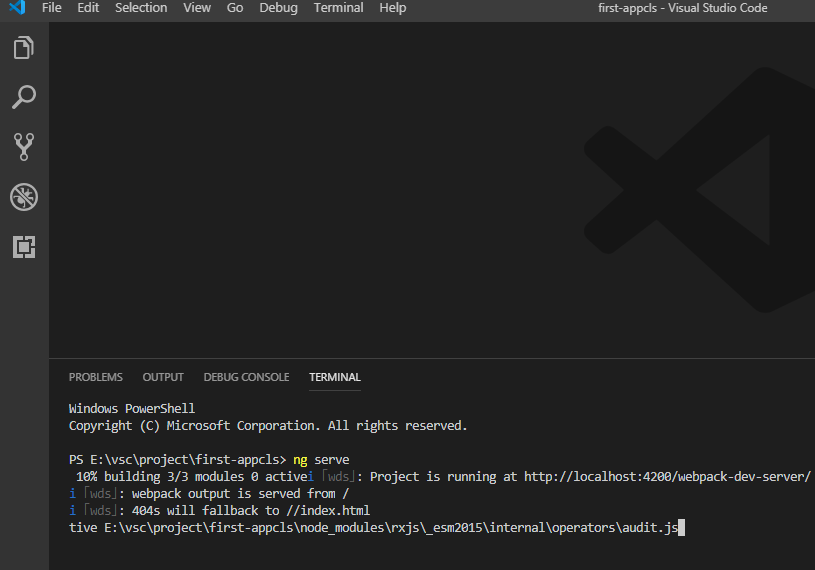 File Edit Selection View Go Debug Terminal Help first-appcls - Visual Studio Code
PROBLEMS OUTPUT DEBUG CONSOLE TERMINAL
Windows PowerShell
Copyright (C) Microsoft Corporation. All rights reserved.
PS E:\vsc\project\first-appcls> ng serve
10% building 3/3 modules 0 activei ｢wds｣: Project is running at http://localhost:4200/webpack-dev-server/
i ｢wds｣: webpack output is served from /
i ｢wds｣: 404s will fallback to //index.html
tive E:\vsc\project\first-appcls\node_modules\rxjs\_esm2015\internal\operators\audit.js